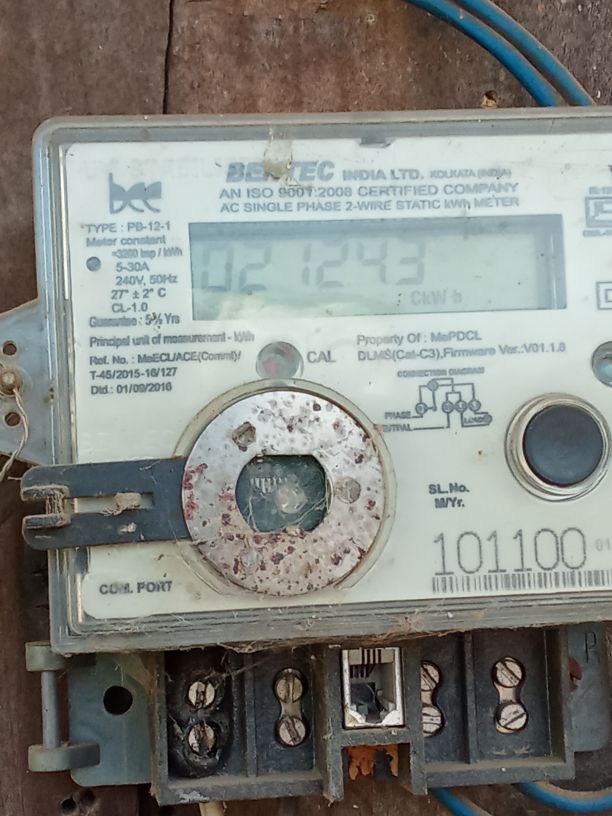 BENTEC INDIA LTD. KOLKATA (INDIA)
AN ISO 9001:2008 CERTIFIED COMPANY
AC SINGLE PHASE 2-WIRE STATIC kWh METER
bec
TYPE : PB-12-1
Meter constant
=3200 imp / kWh
5-30A
240V, 50Hz
27° ± 2° C
CL-1.0
Guarantee : 5½ Yrs
021243
CkWh
Principal unit of measurement - kWh
Ref. No. : MeECL/ACE(Comml)/
T-45/2015-16/127
Dtd.: 01/09/2016
CAL
Property Of : MePDCL
DLMS(Cat-C3),Firmware Ver.:V01.1.8
CONNECTION DIAGRAM
PHASE
LOAD
SL.No.
M/Yr.
101100
COM. PORT